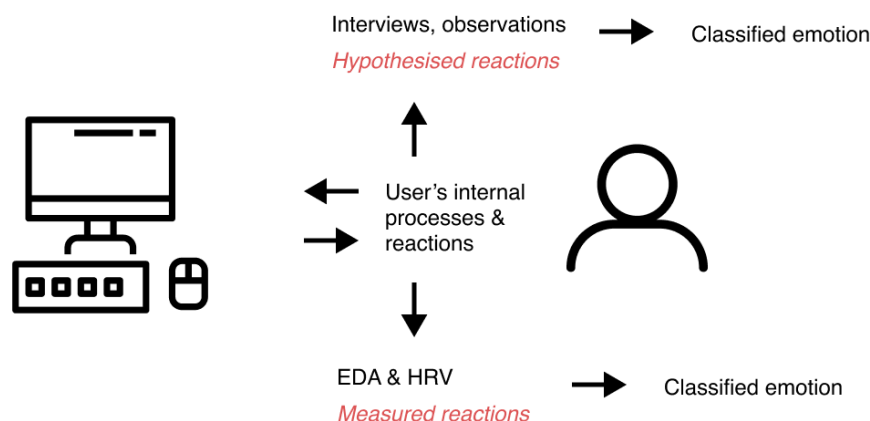 Interviews, observations
Hypothesised reactions
Classified emotion
User's internal
processes &
reactions
EDA & HRV
Measured reactions
Classified emotion